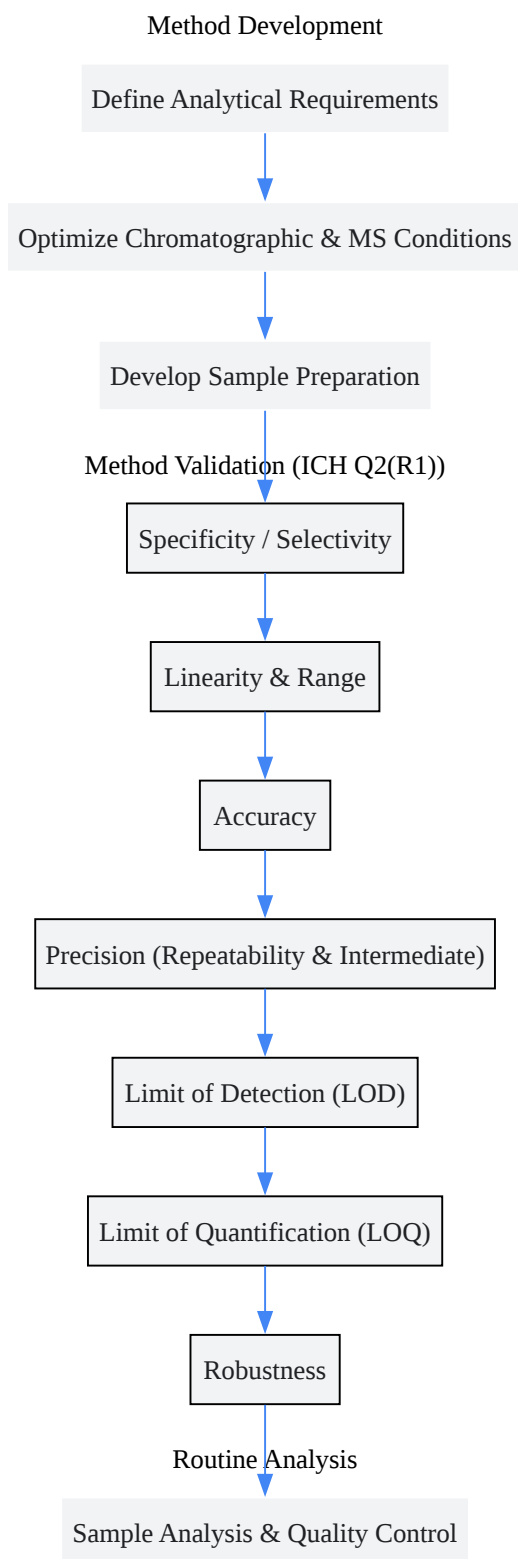 Method Development
Define Analytical Requirements
Optimize Chromatographic & MS Conditions
Develop Sample Preparation
Method Validation (ICH Q2(R1))
Specificity / Selectivity
Linearity & Range
Accuracy
Precision (Repeatability & Intermediate)
Limit of Detection (LOD)
Limit of Quantification (LOQ)
Robustness
Routine Analysis
Sample Analysis & Quality Control